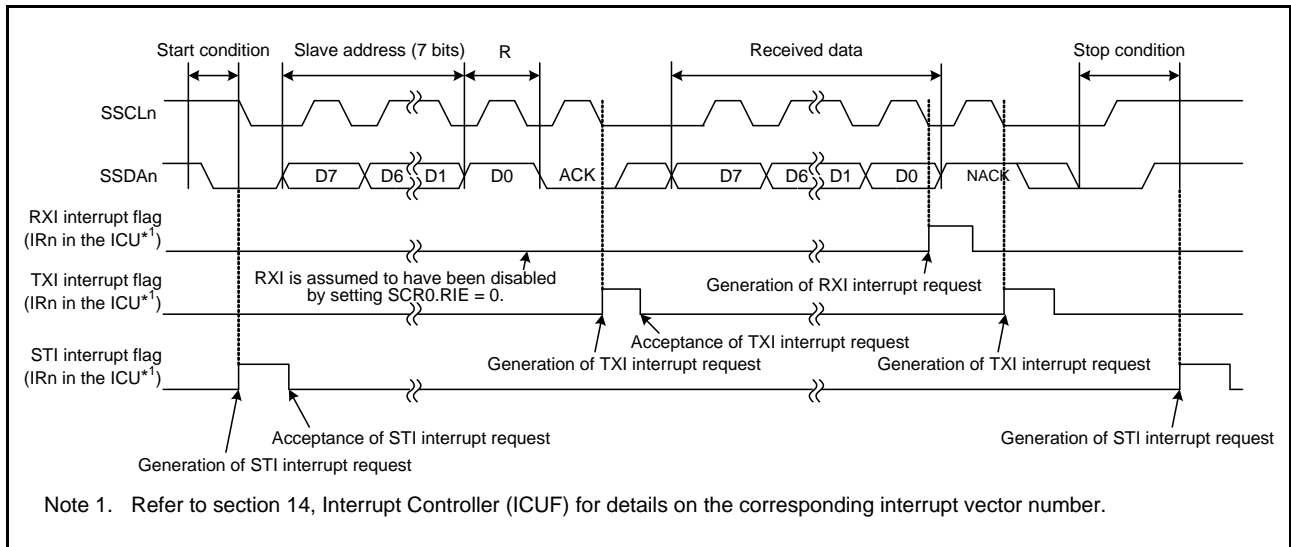 Start condition
Slave address (7 bits)
R
Received data
Stop condition
SSCLn
SSDAn
D7
D6
D1
D0
ACK
D7
D6
D1
D0
NACK
RXI interrupt flag
(IRn in the ICU*1)
RXI is assumed to have been disabled
by setting SCR0.RIE = 0.
Generation of RXI interrupt request
TXI interrupt flag
(IRn in the ICU*1)
Acceptance of TXI interrupt request
Generation of TXI interrupt request
Generation of TXI interrupt request
STI interrupt flag
(IRn in the ICU*1)
Acceptance of STI interrupt request
Generation of STI interrupt request
Generation of STI interrupt request
Note 1. Refer to section 14, Interrupt Controller (ICUF) for details on the corresponding interrupt vector number.